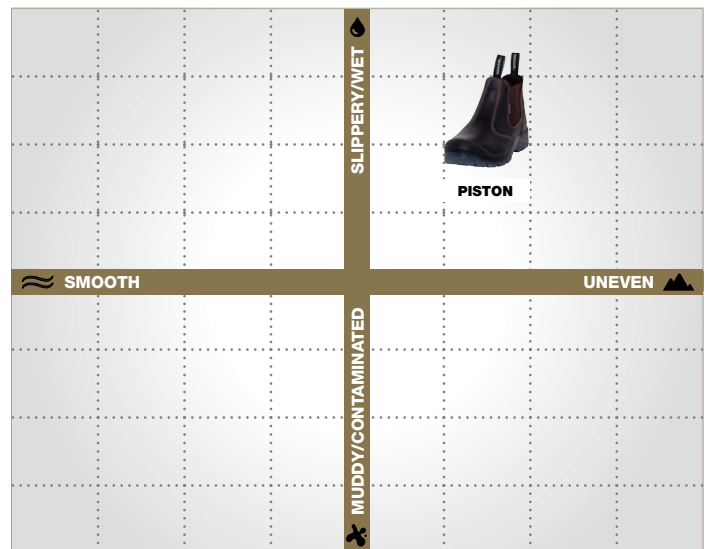 SLIPPERY/WET
PISTON
SMOOTH
UNEVEN
MUDDY/CONTAMINATED